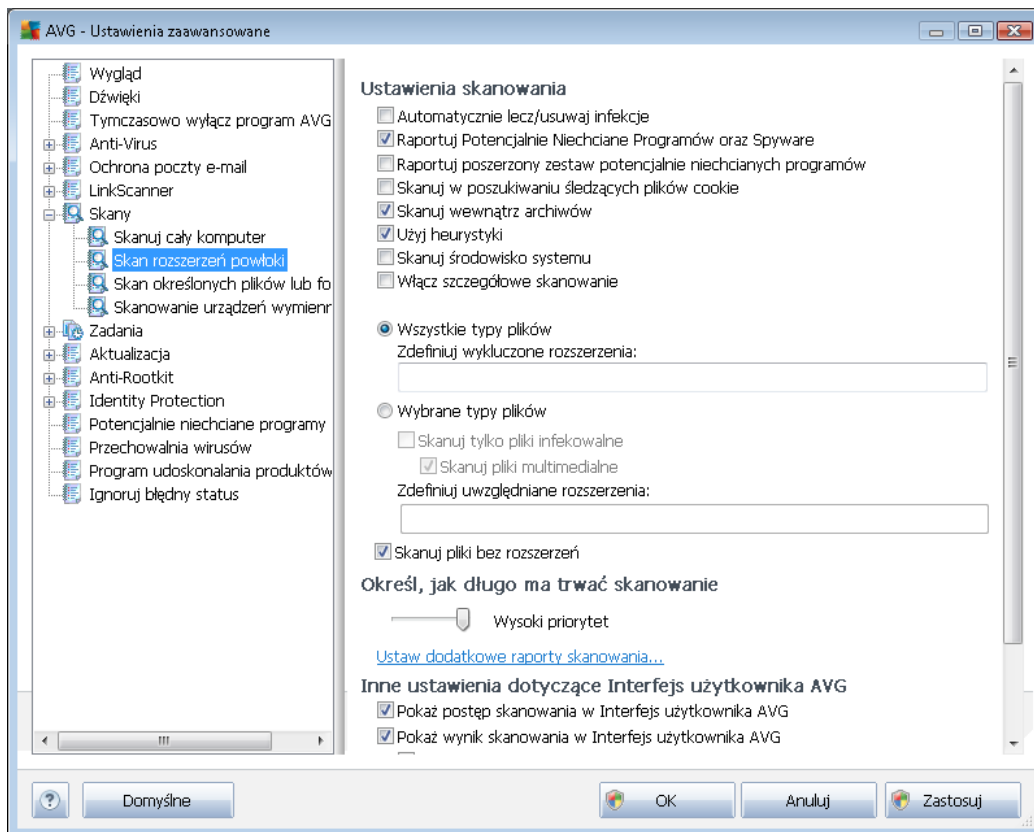 AVG - Ustawienia zaawansowane
Wygląd
Dźwięki
Tymczasowo wyłącz program AVG
Anti-Virus
Ochrona poczty e-mail
LinkScanner
Skany
Skanuj cały komputer
Skan rozszerzeń powłoki
Skan określonych plików lub fo
Skanowanie urządzeń wymienn
Zadania
Aktualizacja
Anti-Rootkit
Identity Protection
Potencjalnie niechciane programy
Przechowalnia wirusów
Program udoskonalania produktów
Ignoruj błędny status
Ustawienia skanowania
Automatycznie lecz/usuwaj infekcje
Raportuj Potencjalnie Niechciane Programów oraz Spyware
Raportuj poszerzony zestaw potencjalnie niechcianych programów
Skanuj w poszukiwaniu śledzących plików cookie
Skanuj wewnątrz archiwów
Użyj heurystyki
Skanuj środowisko systemu
Włącz szczegółowe skanowanie
Wszystkie typy plików
Zdefiniuj wykluczone rozszerzenia:
Wybrane typy plików
Skanuj tylko pliki infekowalne
Skanuj pliki multimedialne
Zdefiniuj uwzględniane rozszerzenia:
Skanuj pliki bez rozszerzeń
Określ, jak długo ma trwać skanowanie
Wysoki priorytet
Ustaw dodatkowe raporty skanowania...
Inne ustawienia dotyczące Interfejs użytkownika AVG
Pokaż postęp skanowania w Interfejs użytkownika AVG
Pokaż wynik skanowania w Interfejs użytkownika AVG
?
Domyślne
OK
Anuluj
Zastosuj